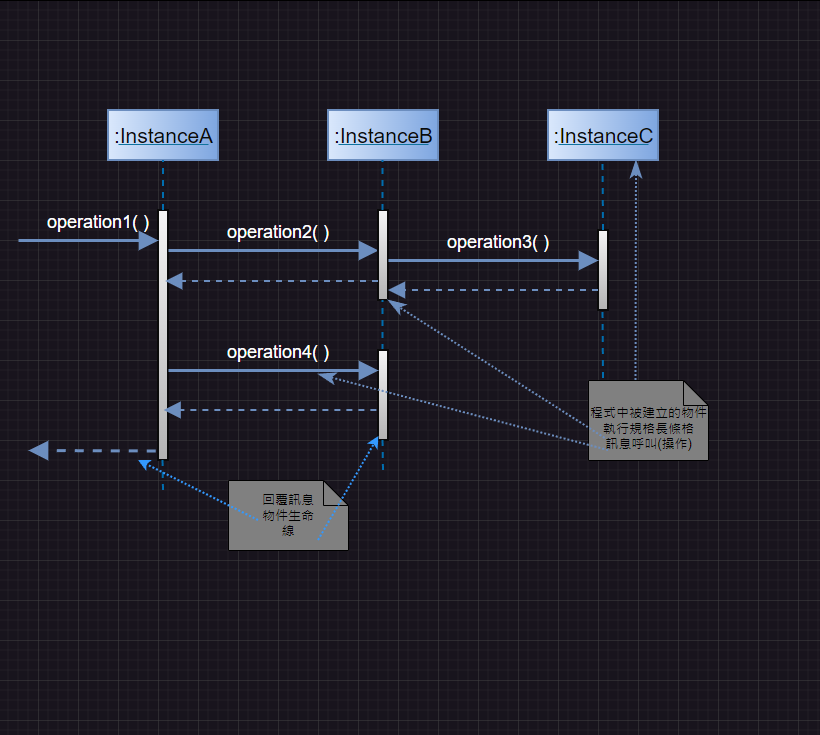 :InstanceA
:InstanceB
:InstanceC
operation1( )
operation2( )
operation3( )
operation4( )
程式中被建立的物件
執行規格長條格
訊息呼叫(操作)
回覆訊息
物件生命
線